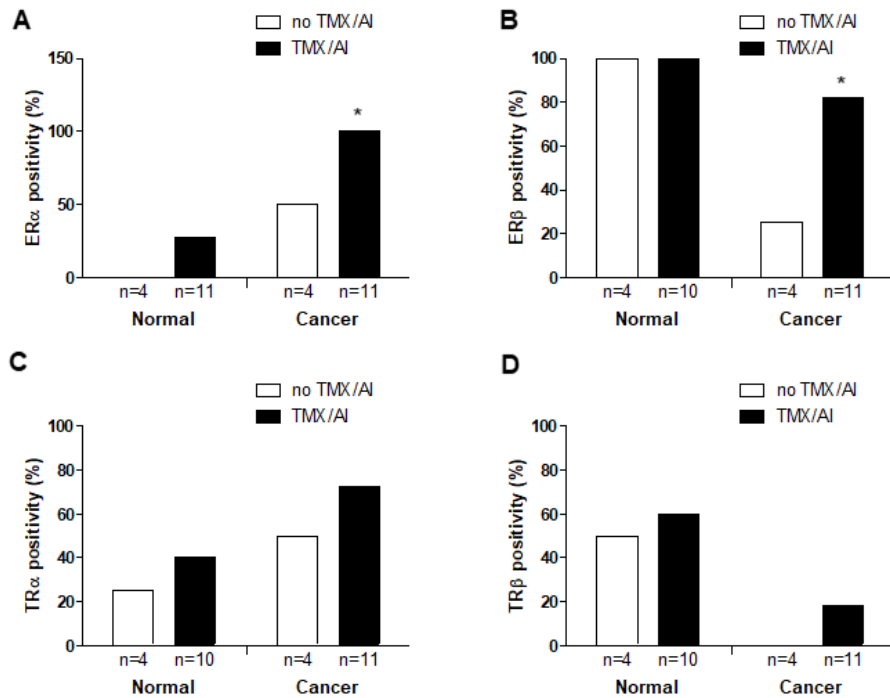 A
no TMX/AI
TMX/AI
ERα positivity (%)
150
100
50
0
*
n=4 n=11 n=4 n=11
Normal Cancer
B
no TMX/AI
TMX/AI
ERβ positivity (%)
100
80
60
40
20
0
*
n=4 n=10 n=4 n=11
Normal Cancer
C
no TMX/AI
TMX/AI
TRα positivity (%)
100
80
60
40
20
0
n=4 n=10 n=4 n=11
Normal Cancer
D
no TMX/AI
TMX/AI
TRβ positivity (%)
100
80
60
40
20
0
n=4 n=10 n=4 n=11
Normal Cancer